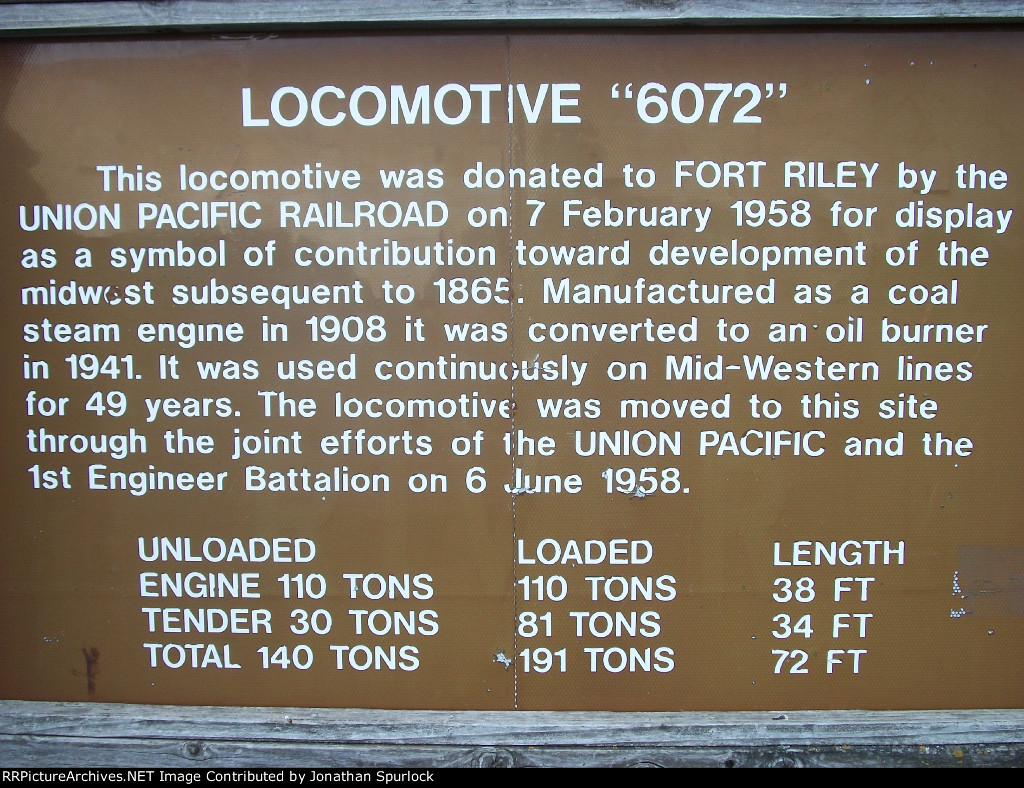 LOCOMOTIVE “6072”
This locomotive was donated to FORT RILEY by the
UNION PACIFIC RAILROAD on 7 February 1958 for display
as a symbol of contribution toward development of the
midwest subsequent to 1865. Manufactured as a coal
steam engine in 1908 it was converted to an oil burner
in 1941. It was used continuously on Mid-Western lines
for 49 years. The locomotive was moved to this site
through the joint efforts of the UNION PACIFIC and the
1st Engineer Battalion on 6 June 1958.
UNLOADED LOADED LENGTH
ENGINE 110 TONS 110 TONS 38 FT
TENDER 30 TONS 81 TONS 34 FT
TOTAL 140 TONS 191 TONS 72 FT
RRPictureArchives.NET Image Contributed by Jonathan Spurlock